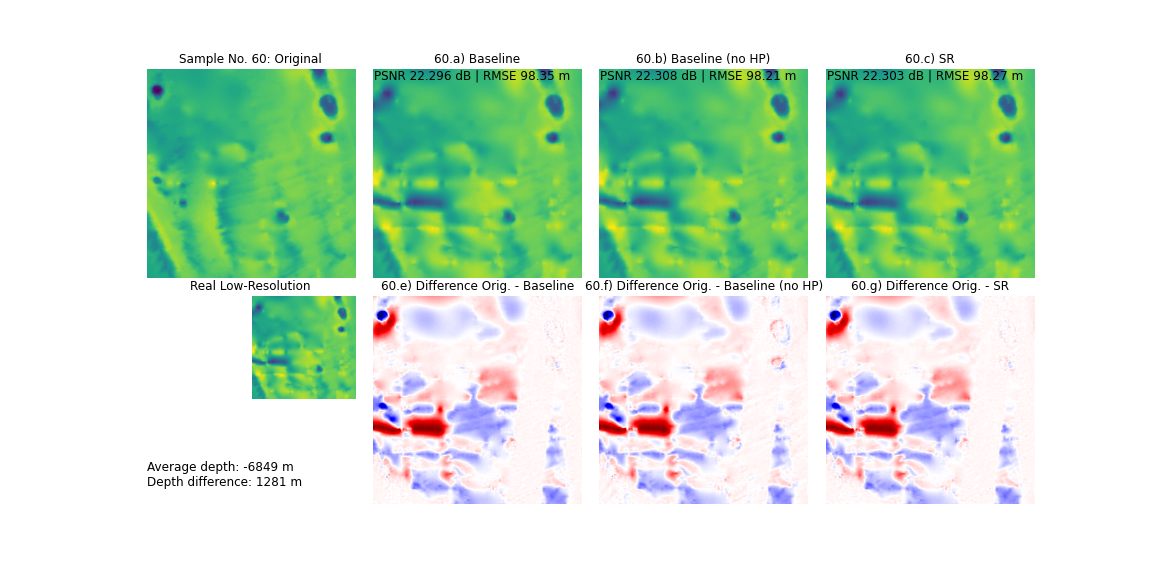 Sample No. 60: Original
60.a) Baseline
60.b) Baseline (no HP)
60.c) SR
PSNR 22.296 dB | RMSE 98.35 m
PSNR 22.308 dB | RMSE 98.21 m
PSNR 22.303 dB | RMSE 98.27 m
Real Low-Resolution
60.e) Difference Orig. - Baseline
60.f) Difference Orig. - Baseline (no HP)
60.g) Difference Orig. - SR
Average depth: -6849 m
Depth difference: 1281 m